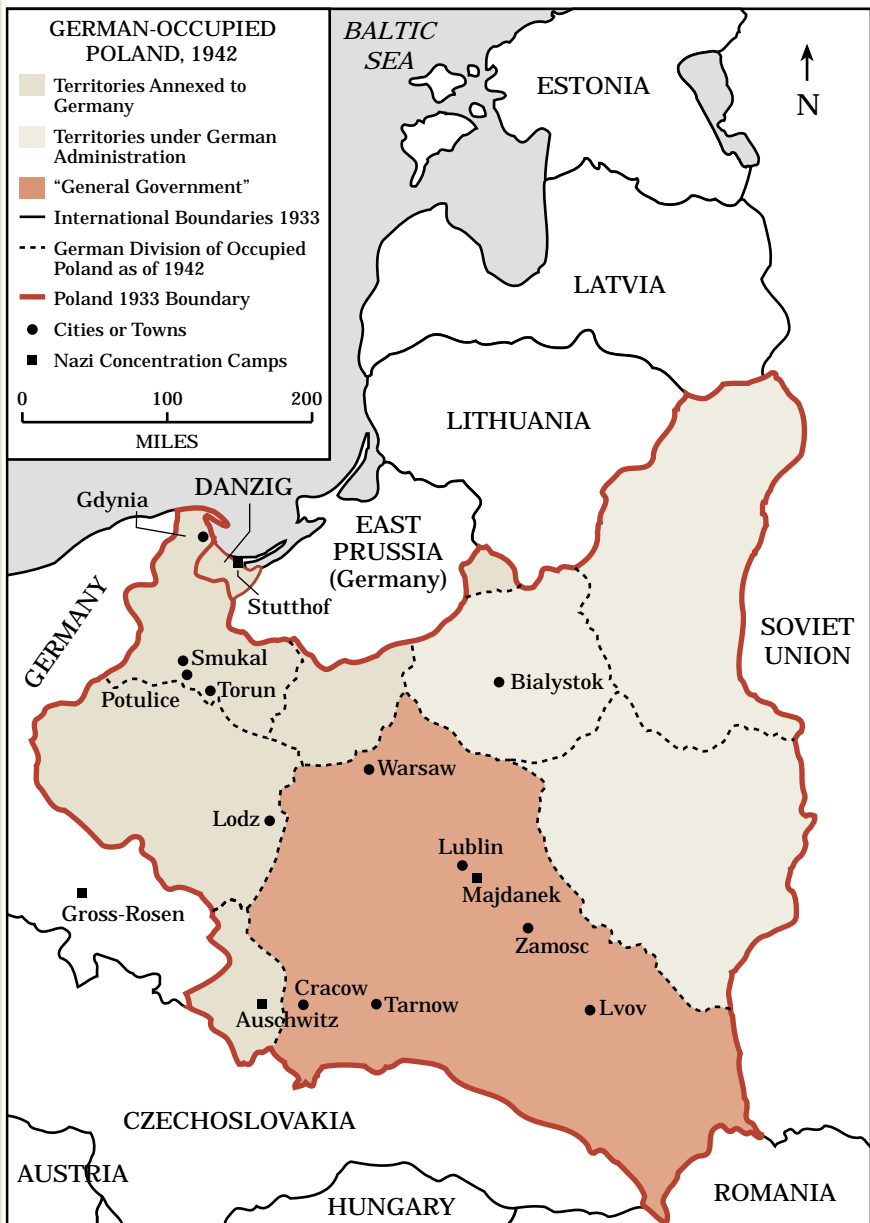 GERMAN-OCCUPIED
POLAND, 1942
Territories Annexed to
Germany
Territories under German
Administration
“General Government”
International Boundaries 1933
German Division of Occupied
Poland as of 1942
Poland 1933 Boundary
Cities or Towns
Nazi Concentration Camps
0 100 200
MILES
BALTIC
SEA
ESTONIA
N
LATVIA
LITHUANIA
DANZIG
Gdynia
EAST
PRUSSIA
(Germany)
Stutthof
GERMANY
SOVIET
UNION
Smukal
Potulice
Torun
Bialystok
Warsaw
Lodz
Lublin
Majdanek
Gross-Rosen
Zamosc
Cracow
Auschwitz
Tarnow
Lvov
CZECHOSLOVAKIA
AUSTRIA
HUNGARY
ROMANIA